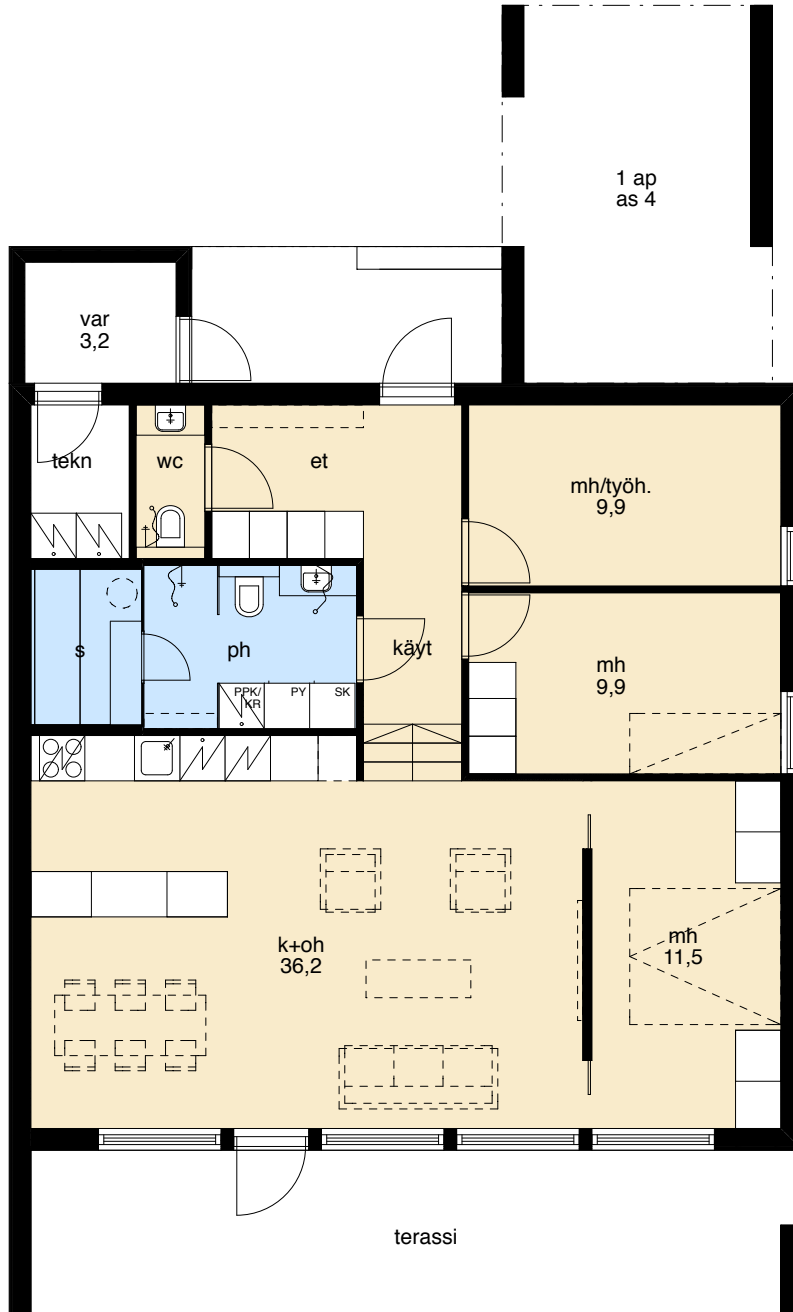 1 ap
as 4
var
3,2
tekn
wc
et
mh/työh.
9,9
s
ph
käyt
mh
9,9
PPK/
KR
PY
SK
k+oh
36,2
mh
11,5
terassi